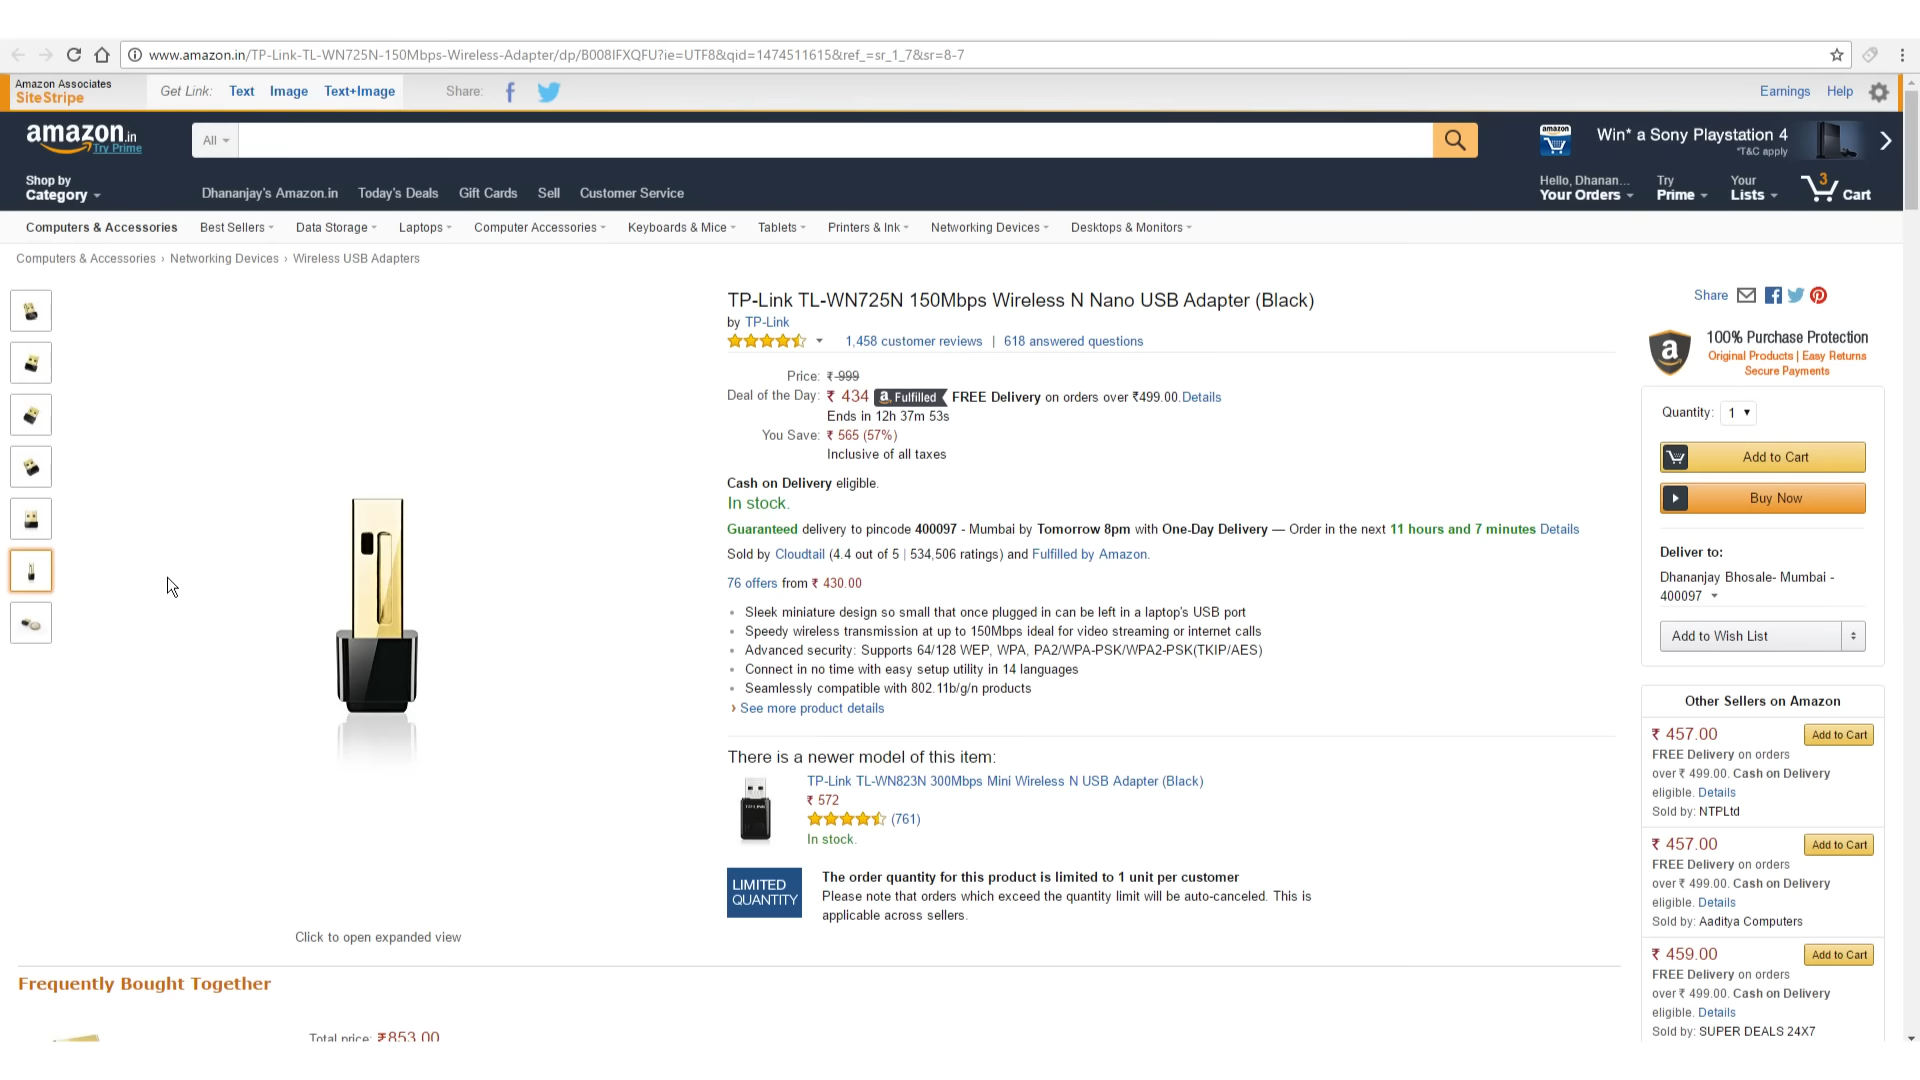 www.amazon.in/TP-Link-TL-WN725N-150Mbps-Wireless-Adapter/dp/B008IFXQFU?ie=UTF8&qid=1474511615&ref_=sr_1_7&sr=8-7
Amazon Associates
SiteStripe
Get Link: Text Image Text+Image Share:
Earnings Help
amazon.in
Try Prime
All
amazon
Win* a Sony Playstation 4
*T&C apply
Shop by
Category
Dhananjay's Amazon.in Today's Deals Gift Cards Sell Customer Service
Hello, Dhanan...
Your Orders
Try
Prime
Your
Lists
3
Cart
Computers & Accessories Best Sellers Data Storage Laptops Computer Accessories Keyboards & Mice Tablets Printers & Ink Networking Devices Desktops & Monitors
Computers & Accessories › Networking Devices › Wireless USB Adapters
TP-Link TL-WN725N 150Mbps Wireless N Nano USB Adapter (Black)
by TP-Link
1,458 customer reviews | 618 answered questions
Price: ₹ 999
Deal of the Day: ₹ 434 a Fulfilled FREE Delivery on orders over ₹499.00.Details
Ends in 12h 37m 53s
You Save: ₹ 565 (57%)
Inclusive of all taxes
Cash on Delivery eligible.
In stock.
Guaranteed delivery to pincode 400097 - Mumbai by Tomorrow 8pm with One-Day Delivery — Order in the next 11 hours and 7 minutes Details
Sold by Cloudtail (4.4 out of 5 | 534,506 ratings) and Fulfilled by Amazon.
76 offers from ₹ 430.00
Sleek miniature design so small that once plugged in can be left in a laptop's USB port
Speedy wireless transmission at up to 150Mbps ideal for video streaming or internet calls
Advanced security: Supports 64/128 WEP, WPA, PA2/WPA-PSK/WPA2-PSK(TKIP/AES)
Connect in no time with easy setup utility in 14 languages
Seamlessly compatible with 802.11b/g/n products
› See more product details
There is a newer model of this item:
TP-Link TL-WN823N 300Mbps Mini Wireless N USB Adapter (Black)
₹ 572
(761)
In stock.
TP-LINK
LIMITED
QUANTITY
The order quantity for this product is limited to 1 unit per customer
Please note that orders which exceed the quantity limit will be auto-canceled. This is
applicable across sellers.
Click to open expanded view
Frequently Bought Together
Total price: ₹853.00
Share
a
100% Purchase Protection
Original Products | Easy Returns
Secure Payments
Quantity: 1
Add to Cart
Buy Now
Deliver to:
Dhananjay Bhosale- Mumbai -
400097
Add to Wish List
Other Sellers on Amazon
₹ 457.00 Add to Cart
FREE Delivery on orders
over ₹ 499.00. Cash on Delivery
eligible. Details
Sold by: NTPLtd
₹ 457.00 Add to Cart
FREE Delivery on orders
over ₹ 499.00. Cash on Delivery
eligible. Details
Sold by: Aaditya Computers
₹ 459.00 Add to Cart
FREE Delivery on orders
over ₹ 499.00. Cash on Delivery
eligible. Details
Sold by: SUPER DEALS 24X7